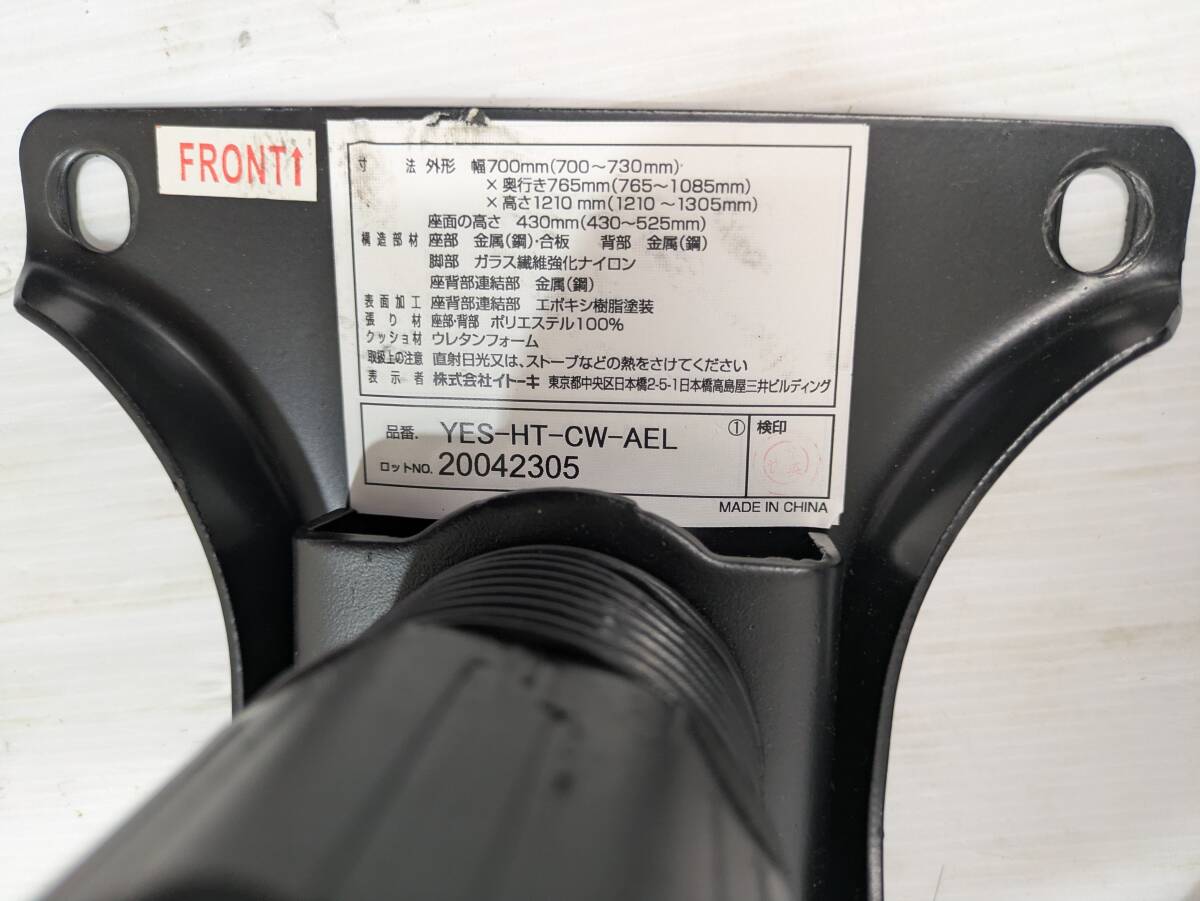 FRONT↑
寸法 外形 幅700mm(700～730mm)
×奥行き765mm(765～1085mm)
×高さ1210mm(1210～1305mm)
座面の高さ 430mm(430～525mm)
構造部材 座部 金属(鋼)・合板 背部 金属(鋼)
脚部 ガラス繊維強化ナイロン
座背部連結部 金属(鋼)
表面加工 座背部連結部 エポキシ樹脂塗装
張り材 座部・背部 ポリエステル100%
クッション材 ウレタンフォーム
取扱上の注意 直射日光又は、ストーブなどの熱をさけてください
表示者 株式会社イトーキ 東京都中央区日本橋2-5-1日本橋髙島屋三井ビルディング
品番. YES-HT-CW-AEL ① 検印
ロットNO. 20042305
MADE IN CHINA